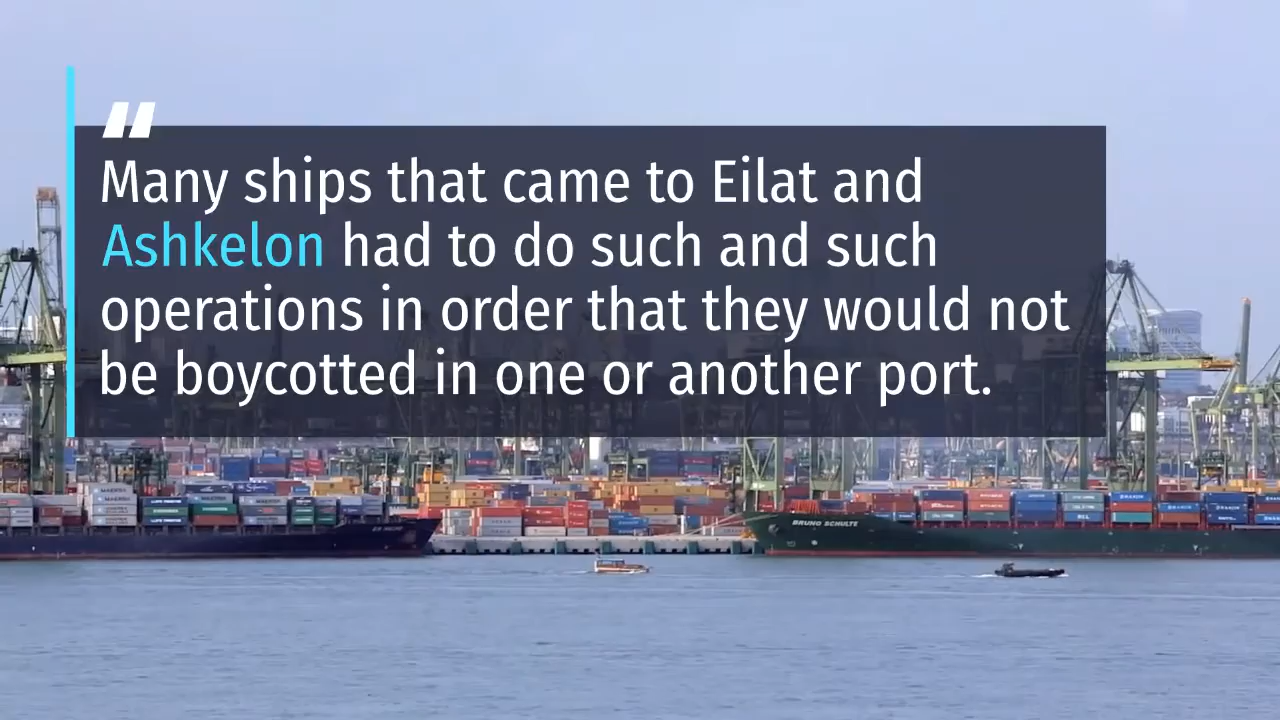 Many ships that came to Eilat and
Ashkelon had to do such and such
operations in order that they would not
be boycotted in one or another port.
BRUNO SCHULTE